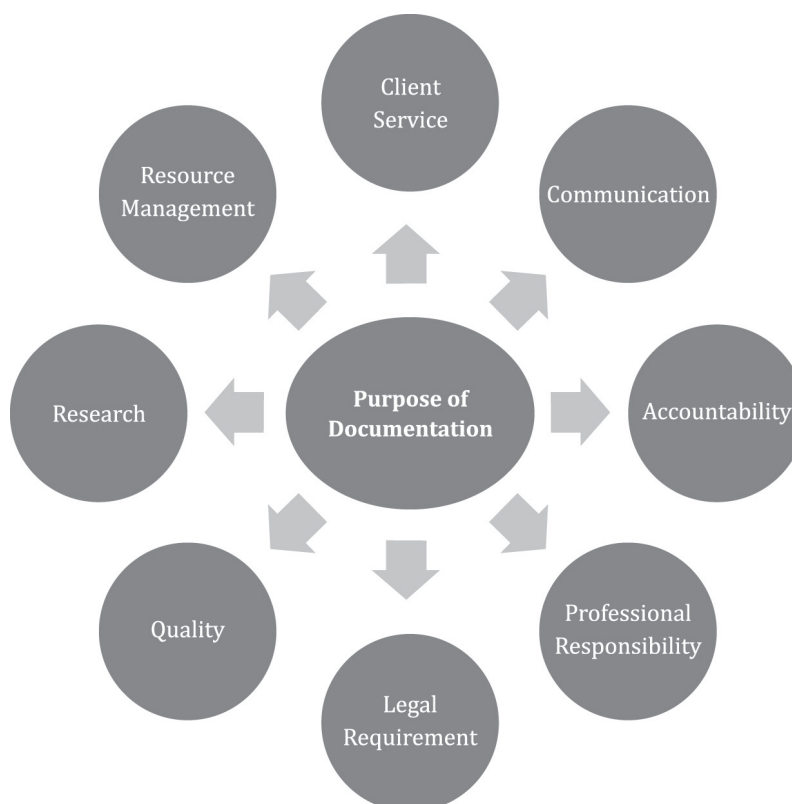 Client
Service
Resource
Management
Communication
Research
Purpose of
Documentation
Accountability
Quality
Professional
Responsibility
Legal
Requirement